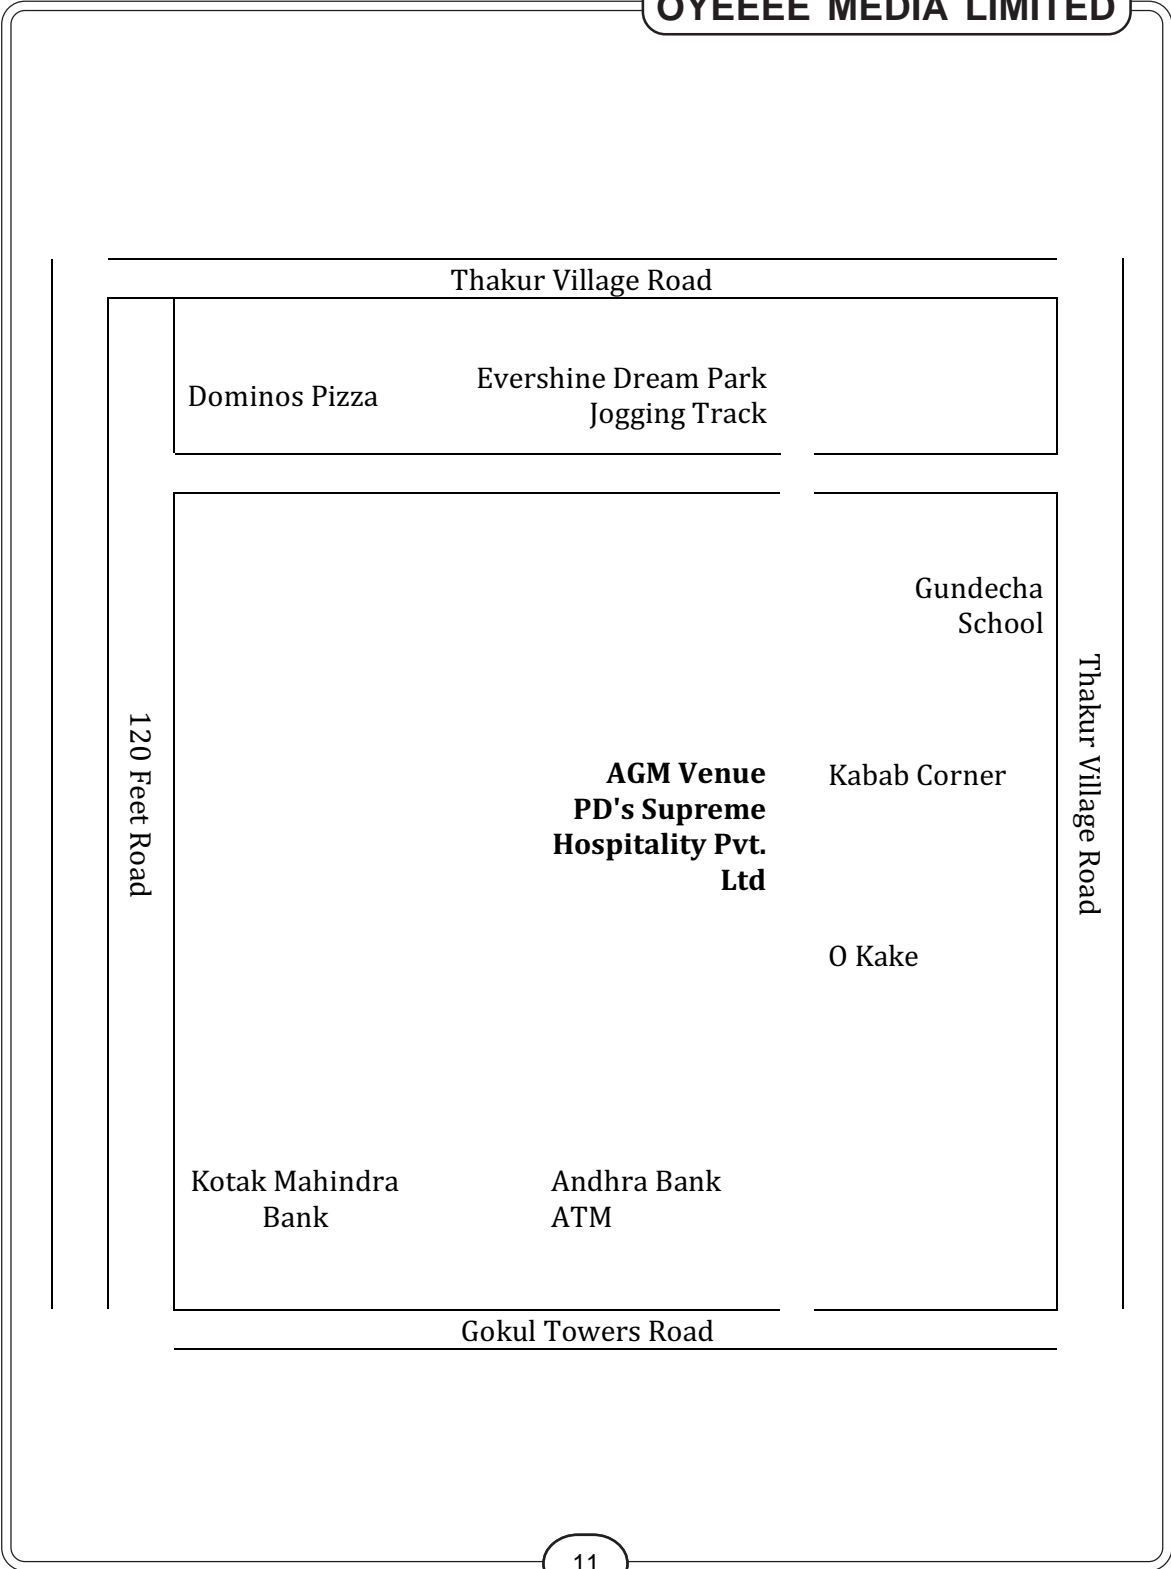 OYEEEE MEDIA LIMITED
Thakur Village Road
Dominos Pizza
Evershine Dream Park
Jogging Track
Gundecha
School
Thakur Village Road
120 Feet Road
AGM Venue
PD's Supreme
Hospitality Pvt.
Ltd
Kabab Corner
O Kake
Kotak Mahindra
Bank
Andhra Bank
ATM
Gokul Towers Road
11